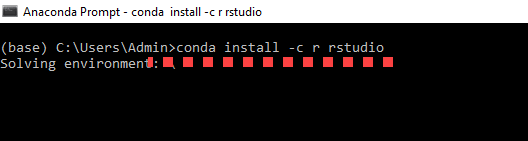 Anaconda Prompt - conda  install -c r rstudio
(base) C:\Users\Admin>conda install -c r rstudio
Solving environment: \